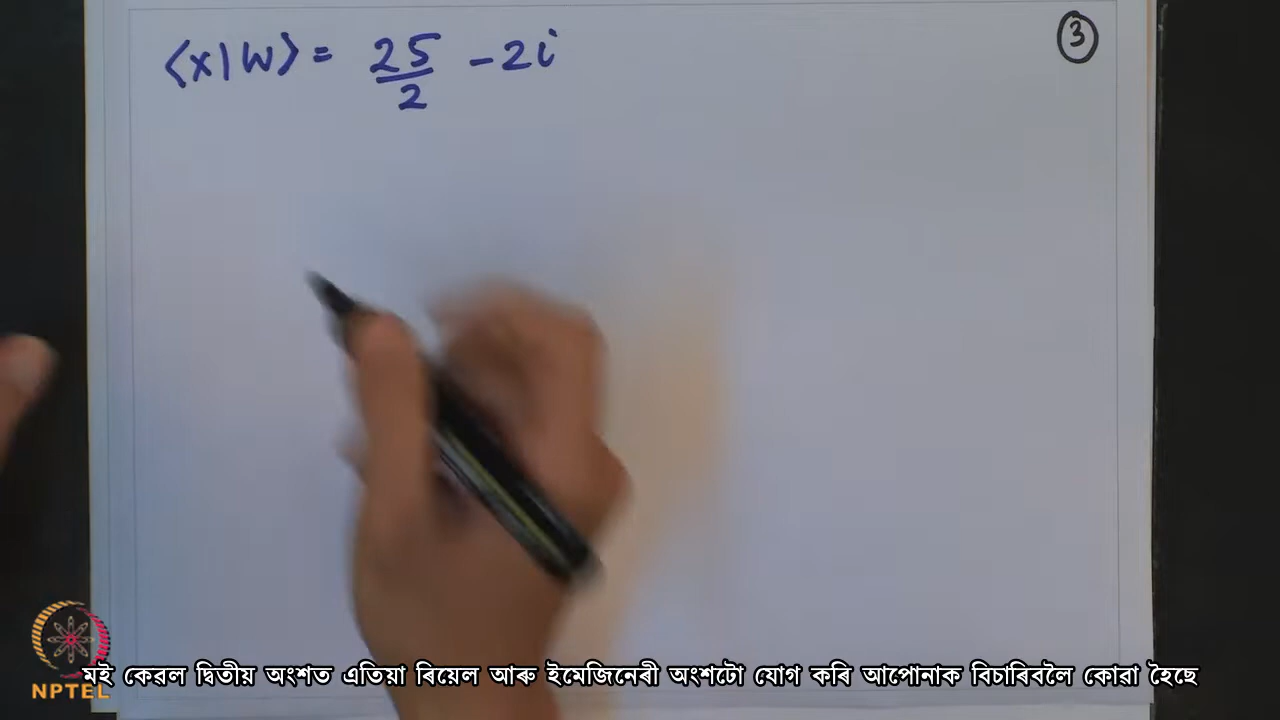 ⟨x|w⟩ = 25/2 - 2i
3
NPTEL
মই কেৱল দ্বিতীয় অংশত এতিয়া ৰিয়েল আৰু ইমেজিনেৰী অংশটো যোগ কৰি আপোনাক বিচাৰিবলৈ কোৱা হৈছে